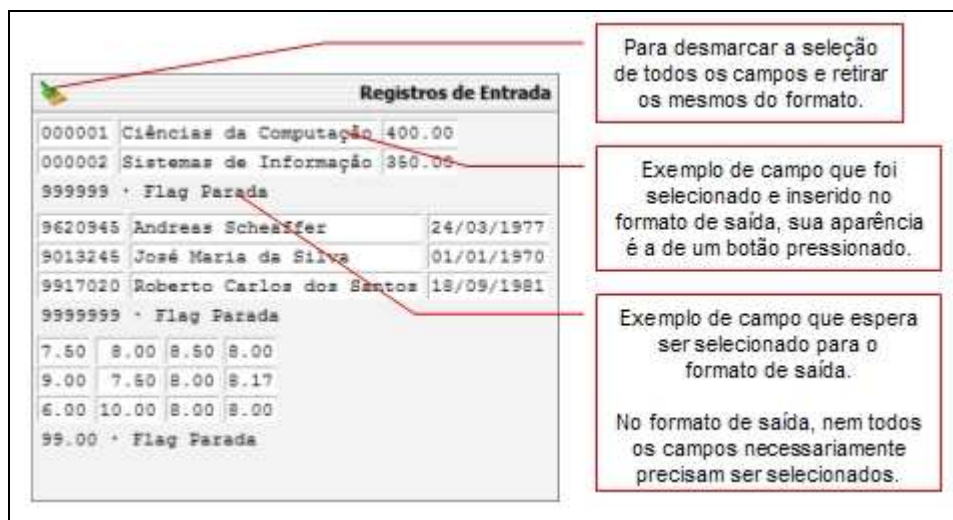 Registros de Entrada
000001 Ciências da Computação 400.00
000002 Sistemas de Informação 350.00
999999 · Flag Parada
9620945 Andreas Scheaffer 24/03/1977
9013245 José Maria da Silva 01/01/1970
9917020 Roberto Carlos dos Santos 18/09/1981
9999999 · Flag Parada
7.50 8.00 8.50 8.00
9.00 7.50 8.00 8.17
6.00 10.00 8.00 8.00
99.00 · Flag Parada
Para desmarcar a seleção
de todos os campos e retirar
os mesmos do formato.
Exemplo de campo que foi
selecionado e inserido no
formato de saída, sua aparência
é a de um botão pressionado.
Exemplo de campo que espera
ser selecionado para o
formato de saída.
No formato de saída, nem todos
os campos necessariamente
precisam ser selecionados.